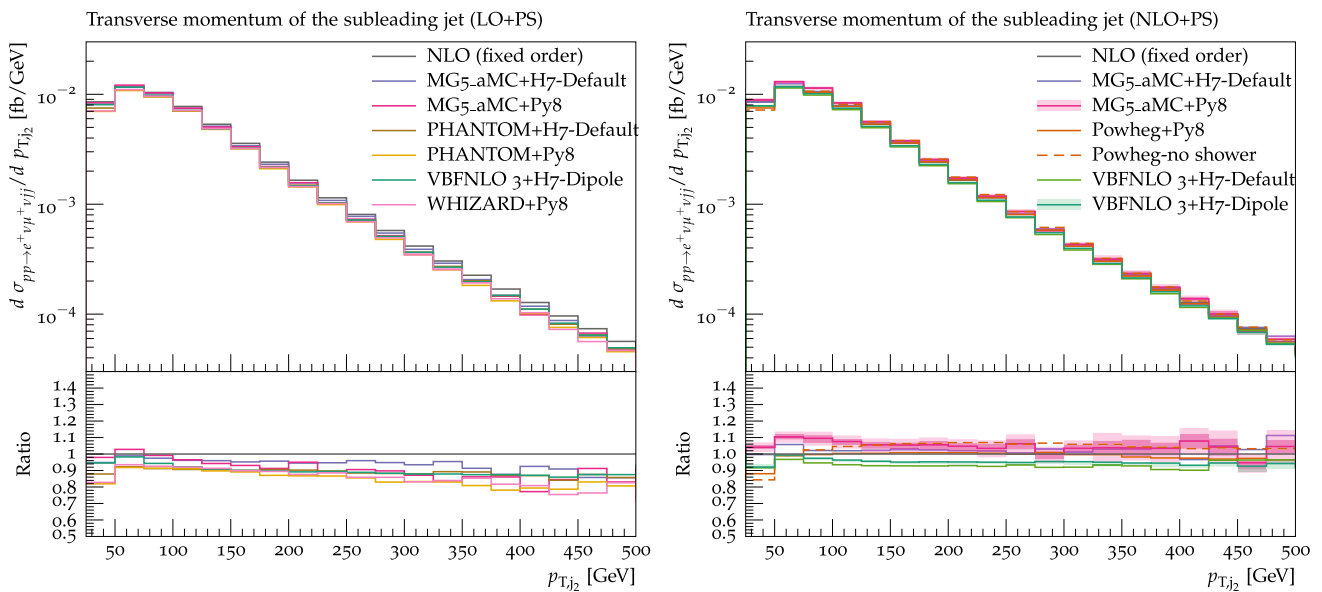 Transverse momentum of the subleading jet (LO+PS)
d σ_{pp→e⁺νμ⁺νjj}/d p_{T,j₂} [fb/GeV]
10⁻²
10⁻³
10⁻⁴
NLO (fixed order)
MG5_aMC+H7-Default
MG5_aMC+Py8
PHANTOM+H7-Default
PHANTOM+Py8
VBFNLO 3+H7-Dipole
WHIZARD+Py8
Ratio
1.4
1.3
1.2
1.1
1.0
0.9
0.8
0.7
0.6
0.5
50 100 150 200 250 300 350 400 450 500
p_{T,j₂} [GeV]
Transverse momentum of the subleading jet (NLO+PS)
d σ_{pp→e⁺νμ⁺νjj}/d p_{T,j₂} [fb/GeV]
10⁻²
10⁻³
10⁻⁴
NLO (fixed order)
MG5_aMC+H7-Default
MG5_aMC+Py8
Powheg+Py8
Powheg-no shower
VBFNLO 3+H7-Default
VBFNLO 3+H7-Dipole
Ratio
1.4
1.3
1.2
1.1
1.0
0.9
0.8
0.7
0.6
0.5
50 100 150 200 250 300 350 400 450 500
p_{T,j₂} [GeV]